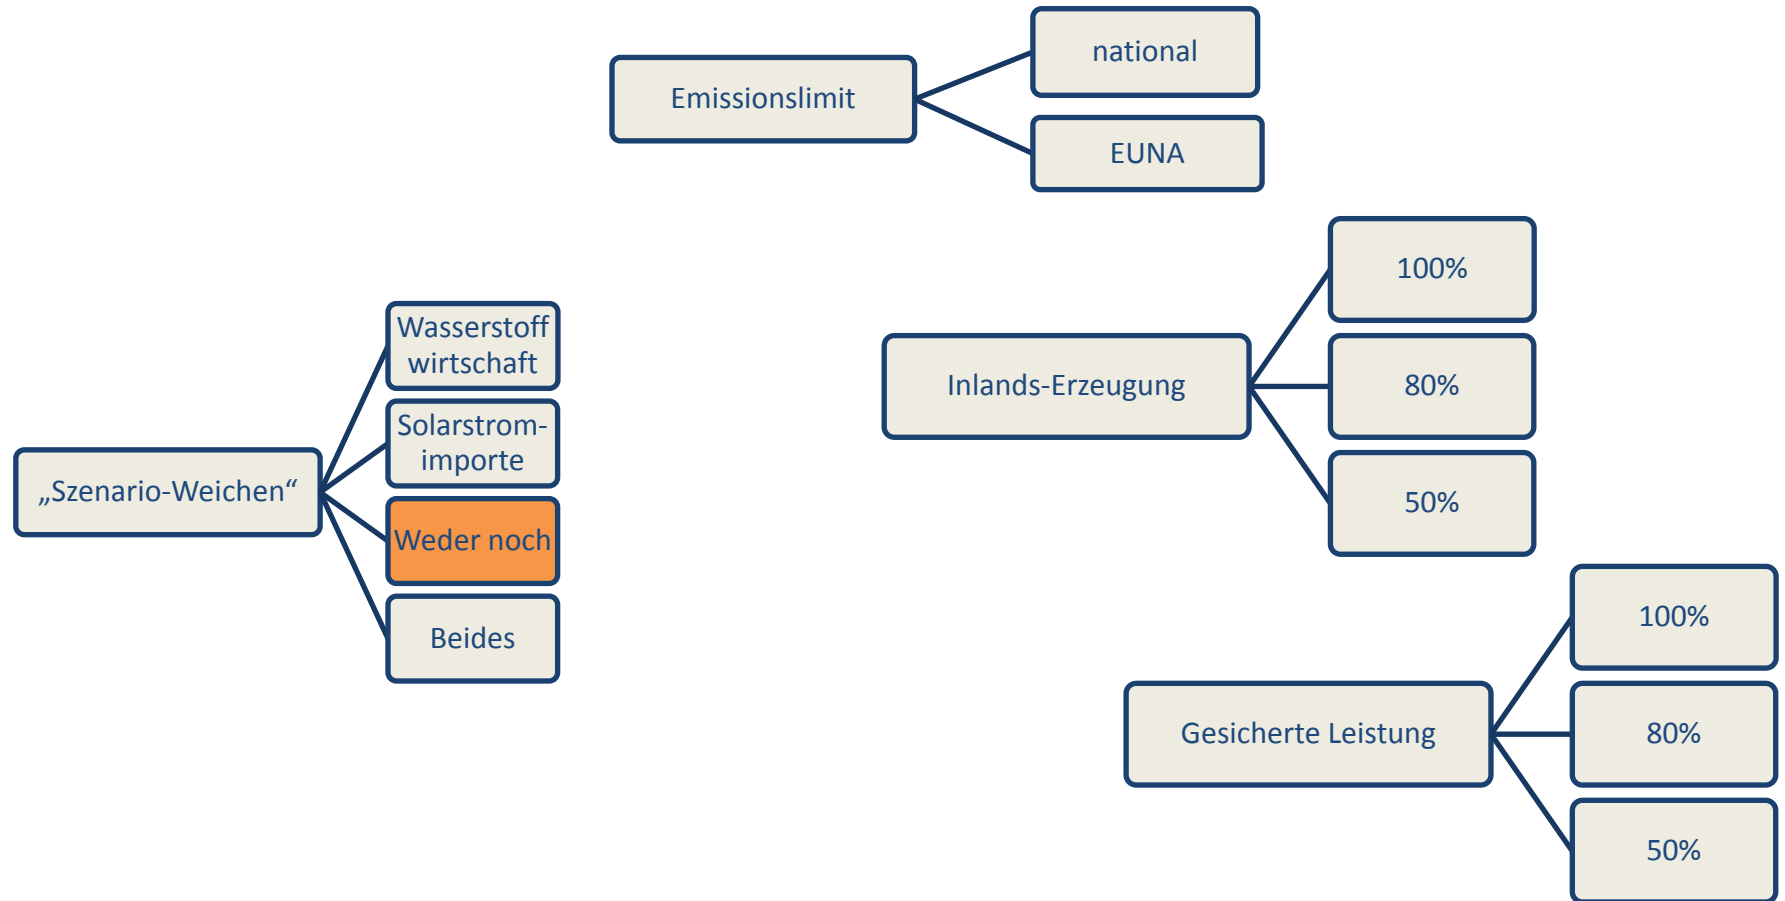 Emissionslimit
national
EUNA
Inlands-Erzeugung
100%
80%
50%
„Szenario-Weichen“
Wasserstoff
wirtschaft
Solarstrom-
importe
Weder noch
Beides
Gesicherte Leistung
100%
80%
50%